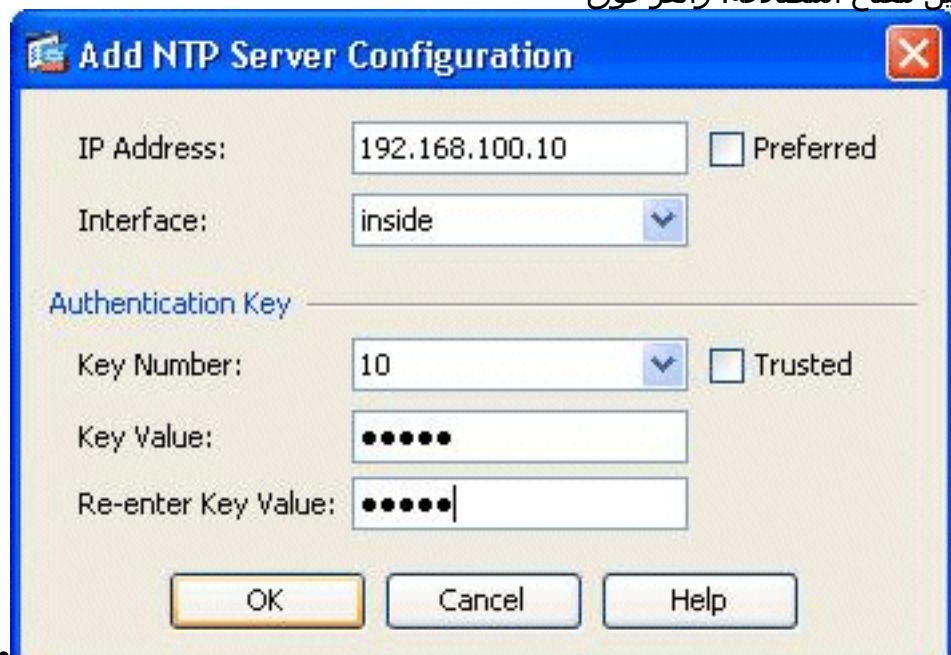 Add NTP Server Configuration
IP Address: 192.168.100.10 Preferred
Interface: inside
Authentication Key
Key Number: 10 Trusted
Key Value: •••••
Re-enter Key Value: •••••
OK Cancel Help